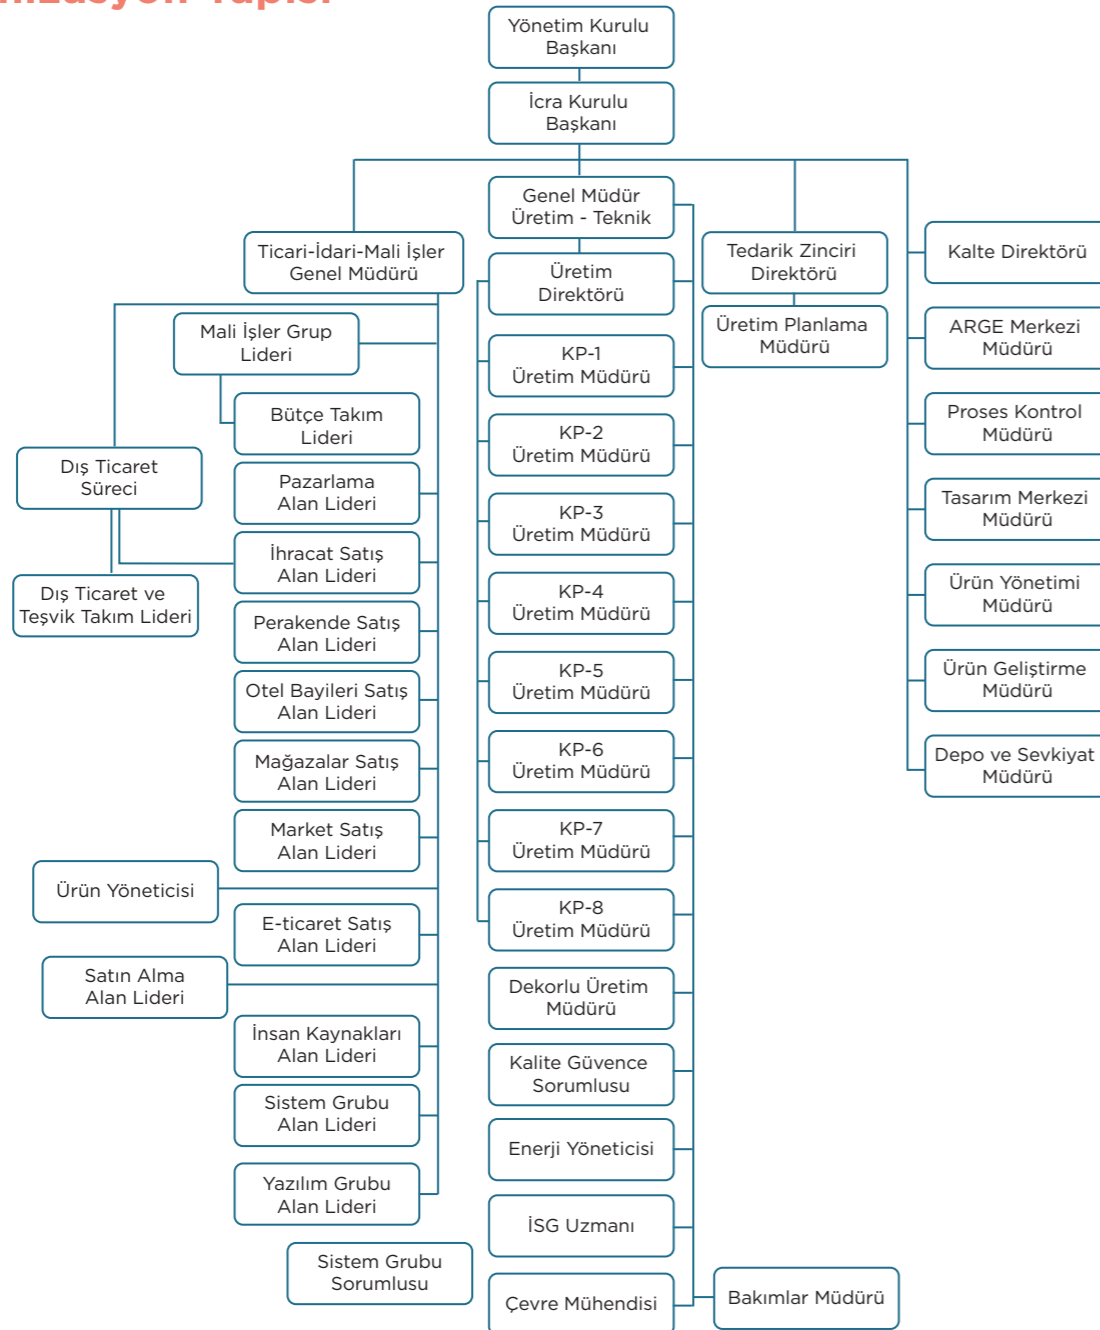 Yönetim Kurulu
Başkanı
İcra Kurulu
Başkanı
Genel Müdür
Üretim - Teknik
Ticari-İdari-Mali İşler
Genel Müdürü
Tedarik Zinciri
Direktörü
Kalte Direktörü
Üretim
Direktörü
Mali İşler Grup
Lideri
Üretim Planlama
Müdürü
ARGE Merkezi
Müdürü
KP-1
Üretim Müdürü
Bütçe Takım
Lideri
KP-2
Üretim Müdürü
Proses Kontrol
Müdürü
Dış Ticaret
Süreci
Pazarlama
Alan Lideri
KP-3
Üretim Müdürü
Tasarım Merkezi
Müdürü
İhracat Satış
Alan Lideri
Dış Ticaret ve
Teşvik Takım Lideri
KP-4
Üretim Müdürü
Ürün Yönetimi
Müdürü
Perakende Satış
Alan Lideri
Otel Bayileri Satış
Alan Lideri
KP-5
Üretim Müdürü
Ürün Geliştirme
Müdürü
Mağazalar Satış
Alan Lideri
KP-6
Üretim Müdürü
Depo ve Sevkiyat
Müdürü
Market Satış
Alan Lideri
KP-7
Üretim Müdürü
Ürün Yöneticisi
E-ticaret Satış
Alan Lideri
KP-8
Üretim Müdürü
Satın Alma
Alan Lideri
Dekorlu Üretim
Müdürü
İnsan Kaynakları
Alan Lideri
Kalite Güvence
Sorumlusu
Sistem Grubu
Alan Lideri
Enerji Yöneticisi
Yazılım Grubu
Alan Lideri
İSG Uzmanı
Sistem Grubu
Sorumlusu
Çevre Mühendisi
Bakımlar Müdürü